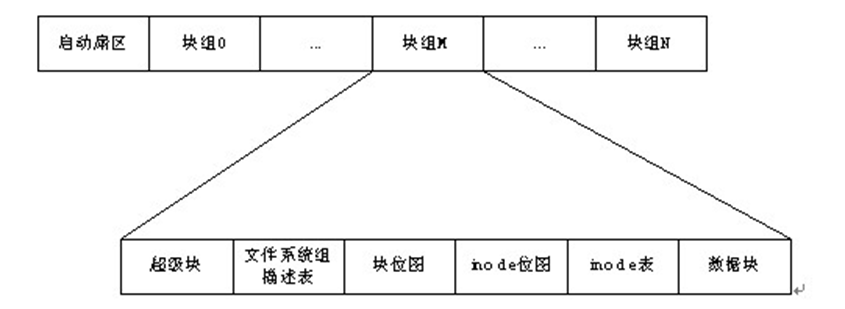 启动扇区 块组0 ... 块组M ... 块组N
超级块 文件系统组 块位图 inode位图 inode表 数据块
描述表